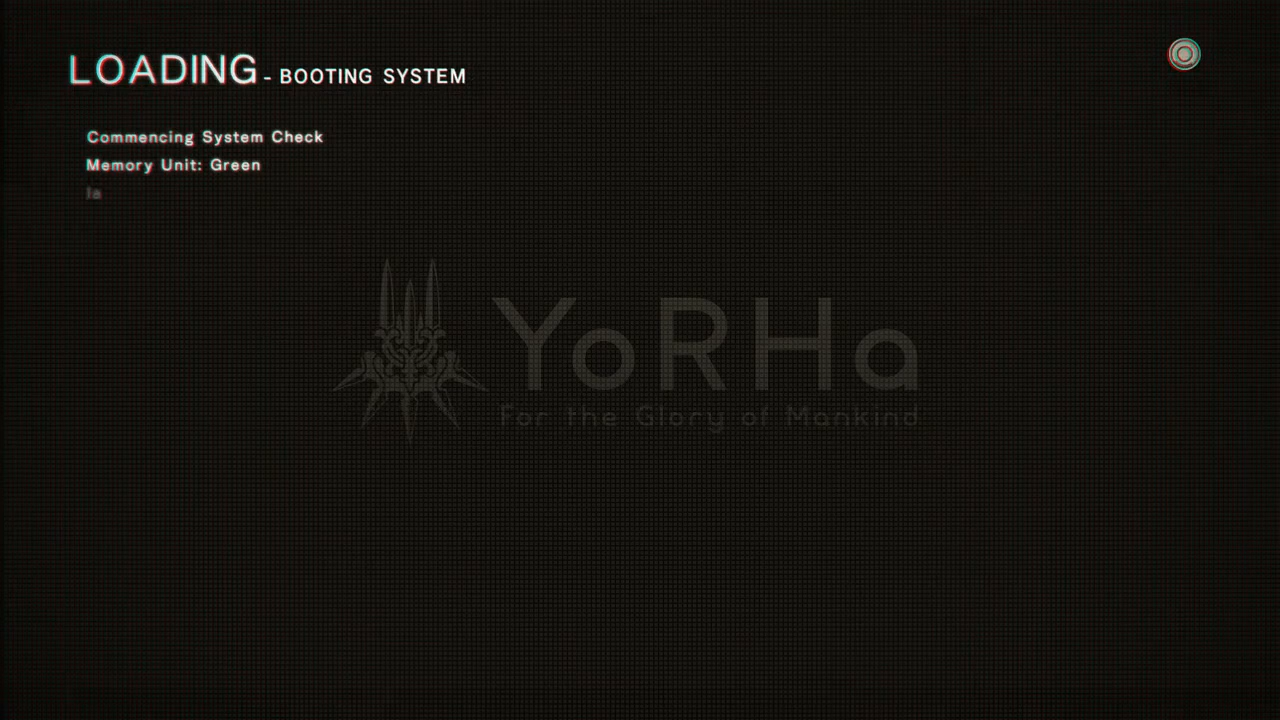 LOADING - BOOTING SYSTEM
Commencing System Check
Memory Unit: Green
YoRHa
For the Glory of Mankind